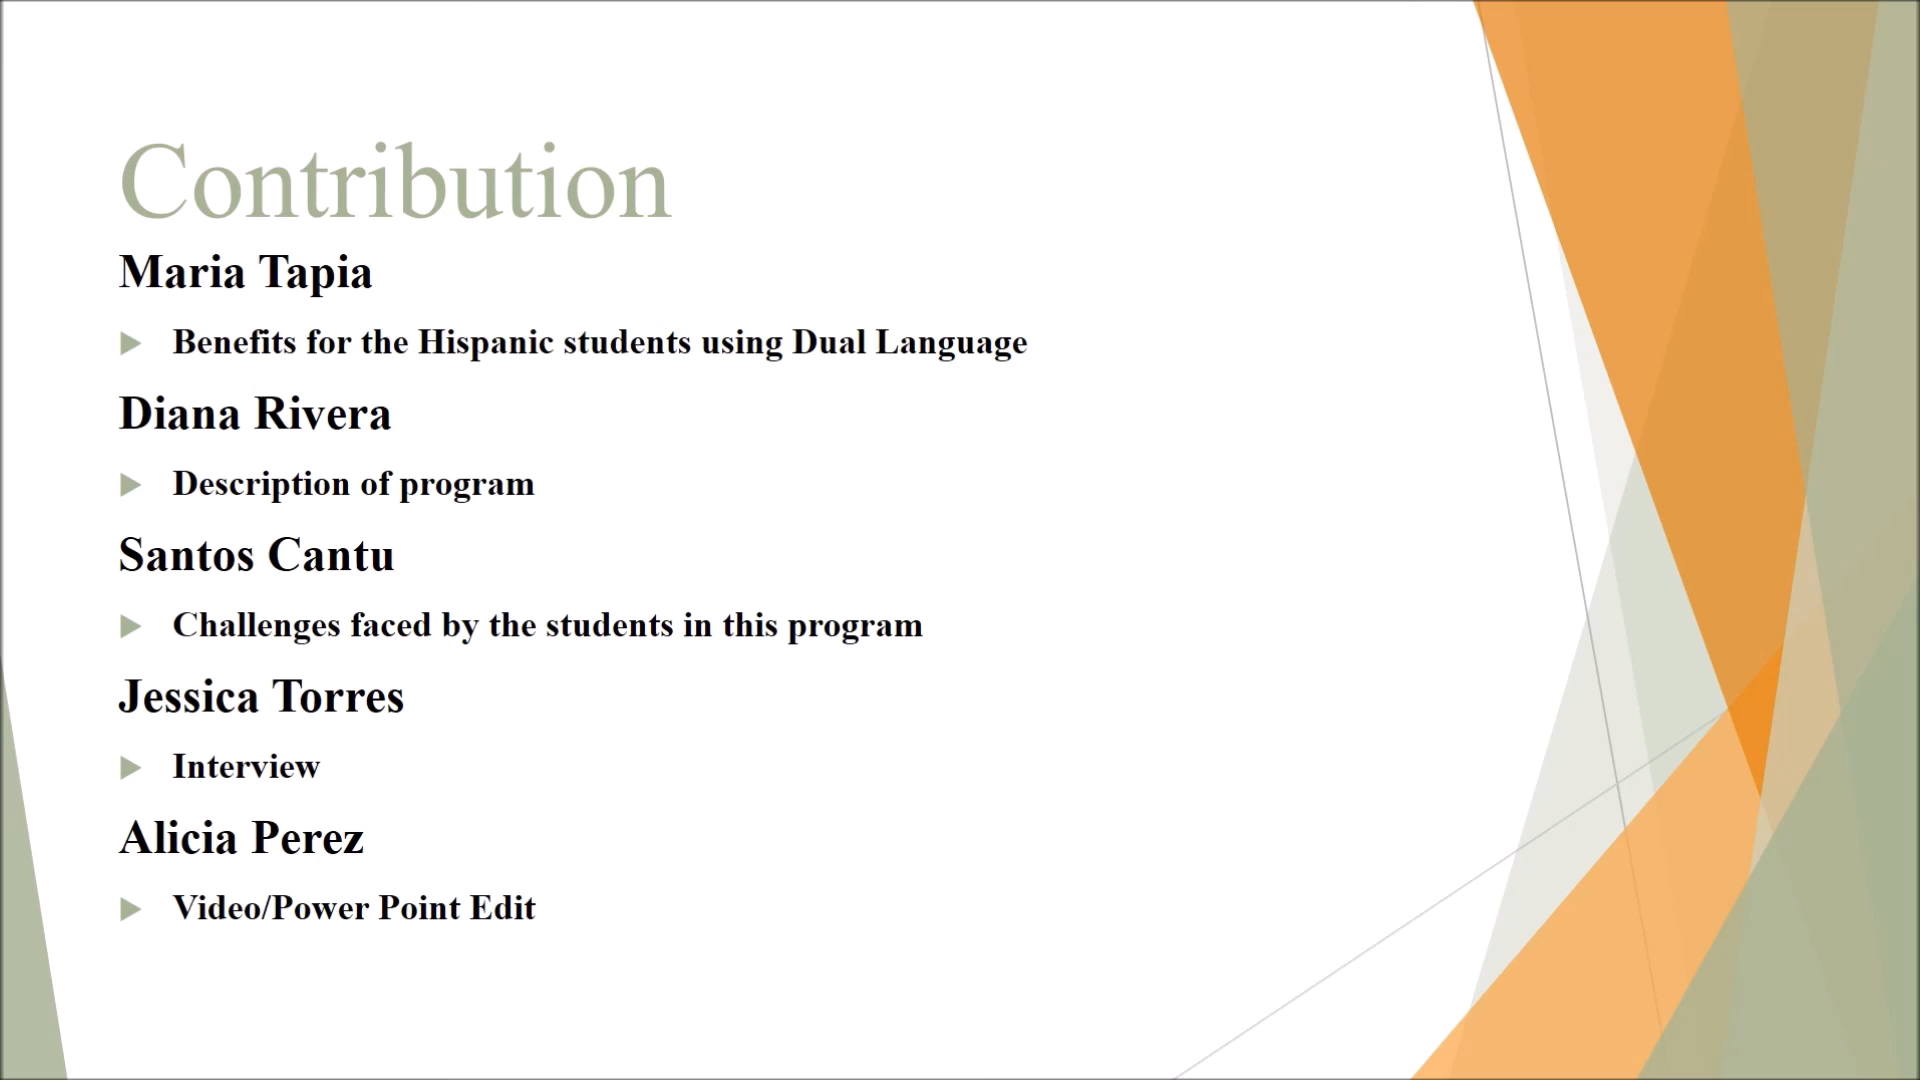 Contribution
Maria Tapia
Benefits for the Hispanic students using Dual Language
Diana Rivera
Description of program
Santos Cantu
Challenges faced by the students in this program
Jessica Torres
Interview
Alicia Perez
Video/Power Point Edit